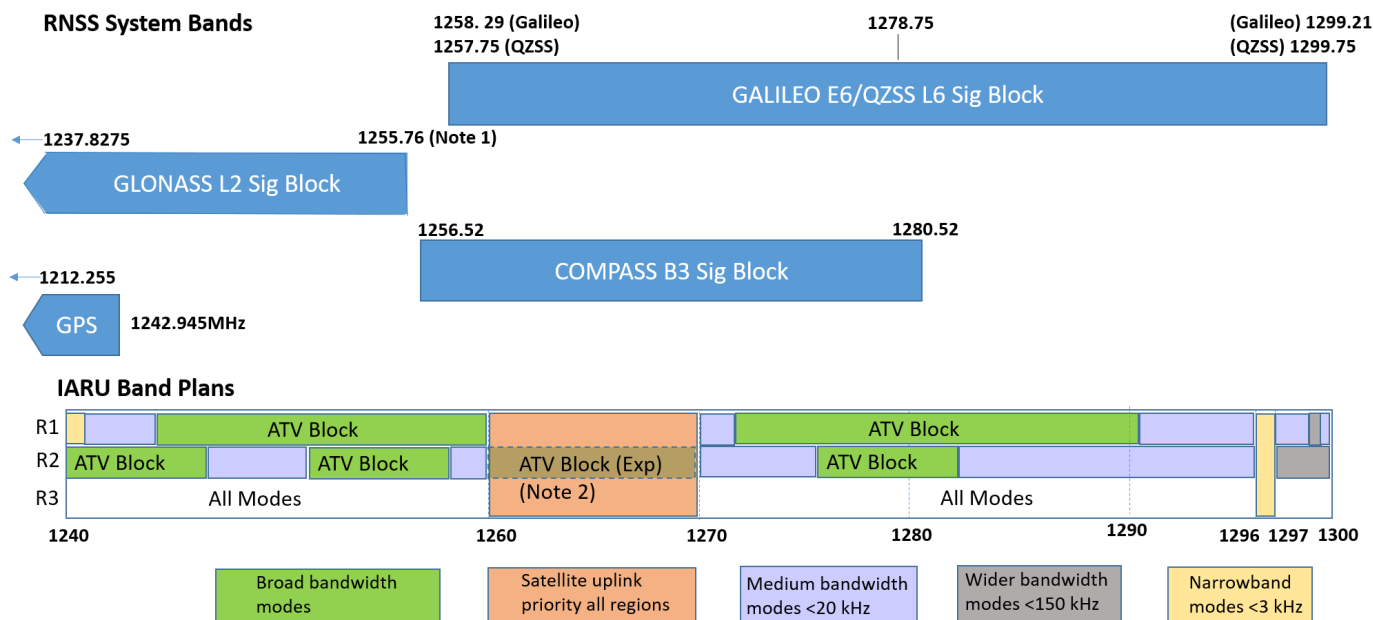 RNSS System Bands
1258. 29 (Galileo)
1257.75 (QZSS)
1278.75
(Galileo) 1299.21
(QZSS) 1299.75
GALILEO E6/QZSS L6 Sig Block
1237.8275
1255.76 (Note 1)
GLONASS L2 Sig Block
1256.52
1280.52
COMPASS B3 Sig Block
1212.255
GPS
1242.945MHz
IARU Band Plans
R1
ATV Block
ATV Block
R2
ATV Block
ATV Block
ATV Block (Exp)
(Note 2)
ATV Block
R3
All Modes
All Modes
1240
1260
1270
1280
1290
1296
1297
1300
Broad bandwidth
modes
Satellite uplink
priority all regions
Medium bandwidth
modes <20 kHz
Wider bandwidth
modes <150 kHz
Narrowband
modes <3 kHz